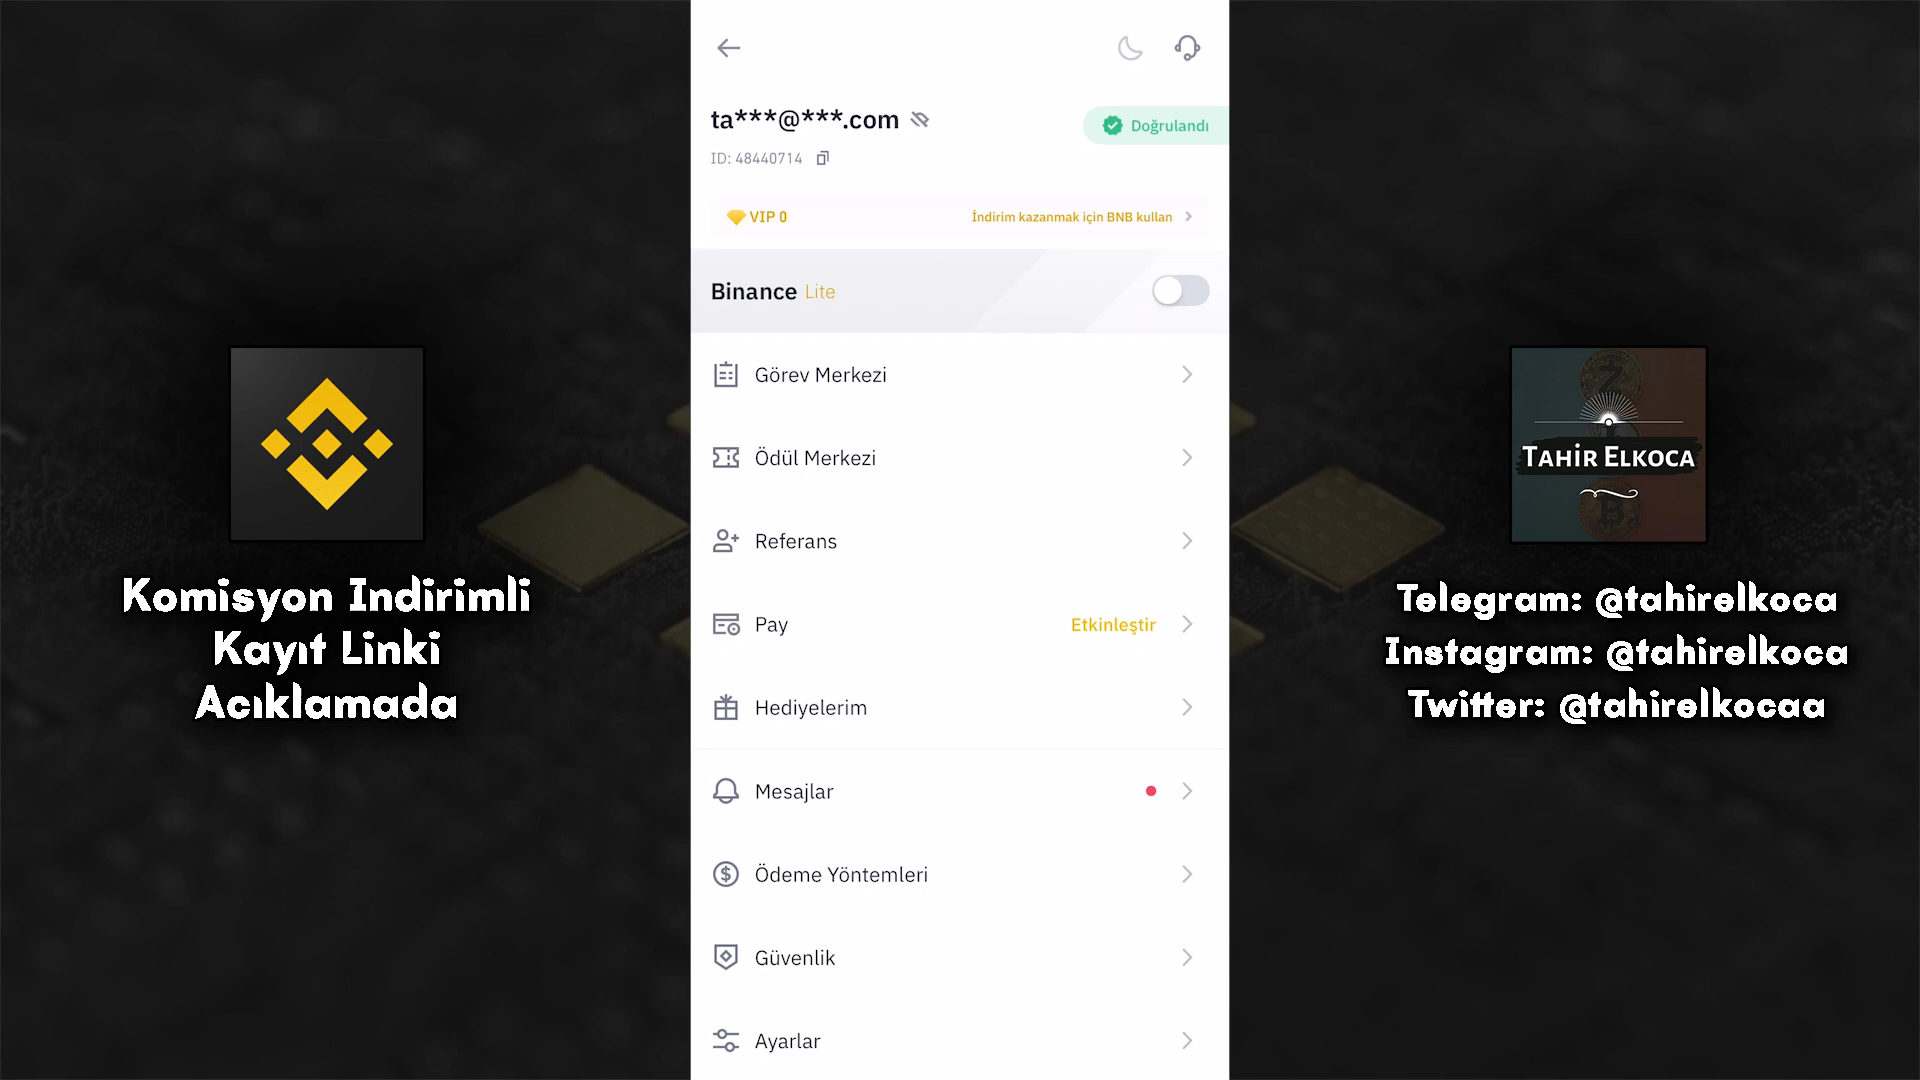 ta***@***.com
Doğrulandı
ID: 48440714
VIP 0
İndirim kazanmak için BNB kullan
Binance Lite
Görev Merkezi
Ödül Merkezi
Referans
Pay
Etkinleştir
Hediyelerim
Mesajlar
Ödeme Yöntemleri
Güvenlik
Ayarlar
Komisyon Indirimli
Kayıt Linki
Acıklamada
TAHİR ELKOCA
Telegram: @tahirelkoca
Instagram: @tahirelkoca
Twitter: @tahirelkocaa